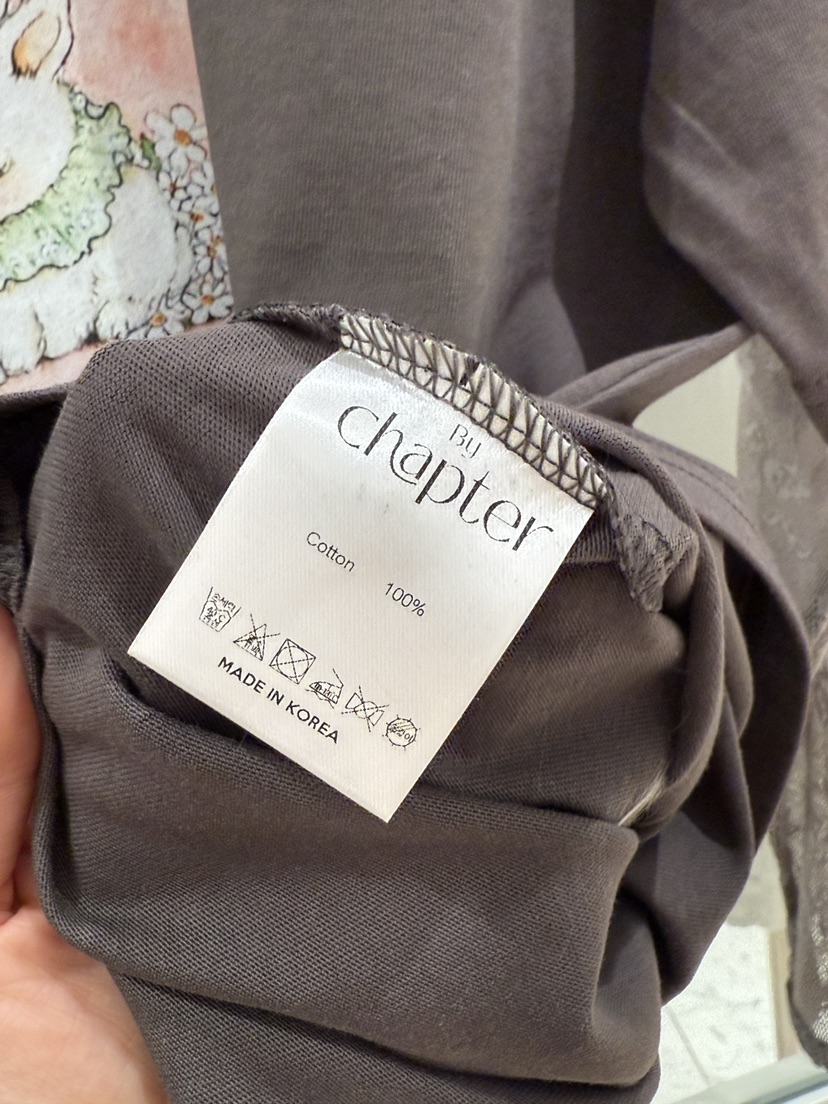 By
chapter
Cotton 100%
MADE IN KOREA